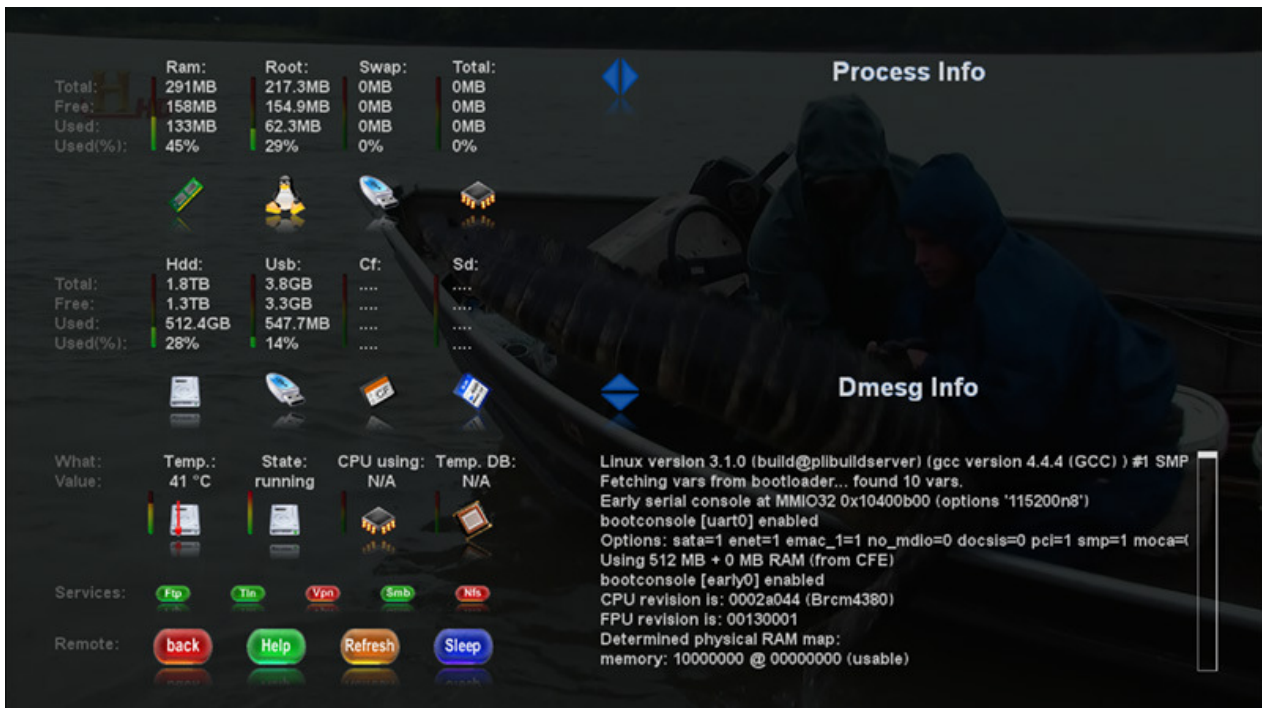 Ram: Root: Swap: Total:
Total: 291MB 217.3MB 0MB 0MB
Free: 158MB 154.9MB 0MB 0MB
Used: 133MB 62.3MB 0MB 0MB
Used(%): 45% 29% 0% 0%
Hdd: Usb: Cf: Sd:
Total: 1.8TB 3.8GB .... ....
Free: 1.3TB 3.3GB .... ....
Used: 512.4GB 547.7MB .... ....
Used(%): 28% 14% .... ....
CF
What: Temp.: State: CPU using: Temp. DB:
Value: 41 °C running N/A N/A
Services: Ftp Tln Vpn Smb Nfs
Remote: back Help Refresh Sleep
Process Info
Dmesg Info
Linux version 3.1.0 (build@plibuildserver) (gcc version 4.4.4 (GCC) ) #1 SMP
Fetching vars from bootloader... found 10 vars.
Early serial console at MMIO32 0x10400b00 (options '115200n8')
bootconsole [uart0] enabled
Options: sata=1 enet=1 emac_1=1 no_mdio=0 docsis=0 pci=1 smp=1 moca=
Using 512 MB + 0 MB RAM (from CFE)
bootconsole [early0] enabled
CPU revision is: 0002a044 (Brcm4380)
FPU revision is: 00130001
Determined physical RAM map:
memory: 10000000 @ 00000000 (usable)